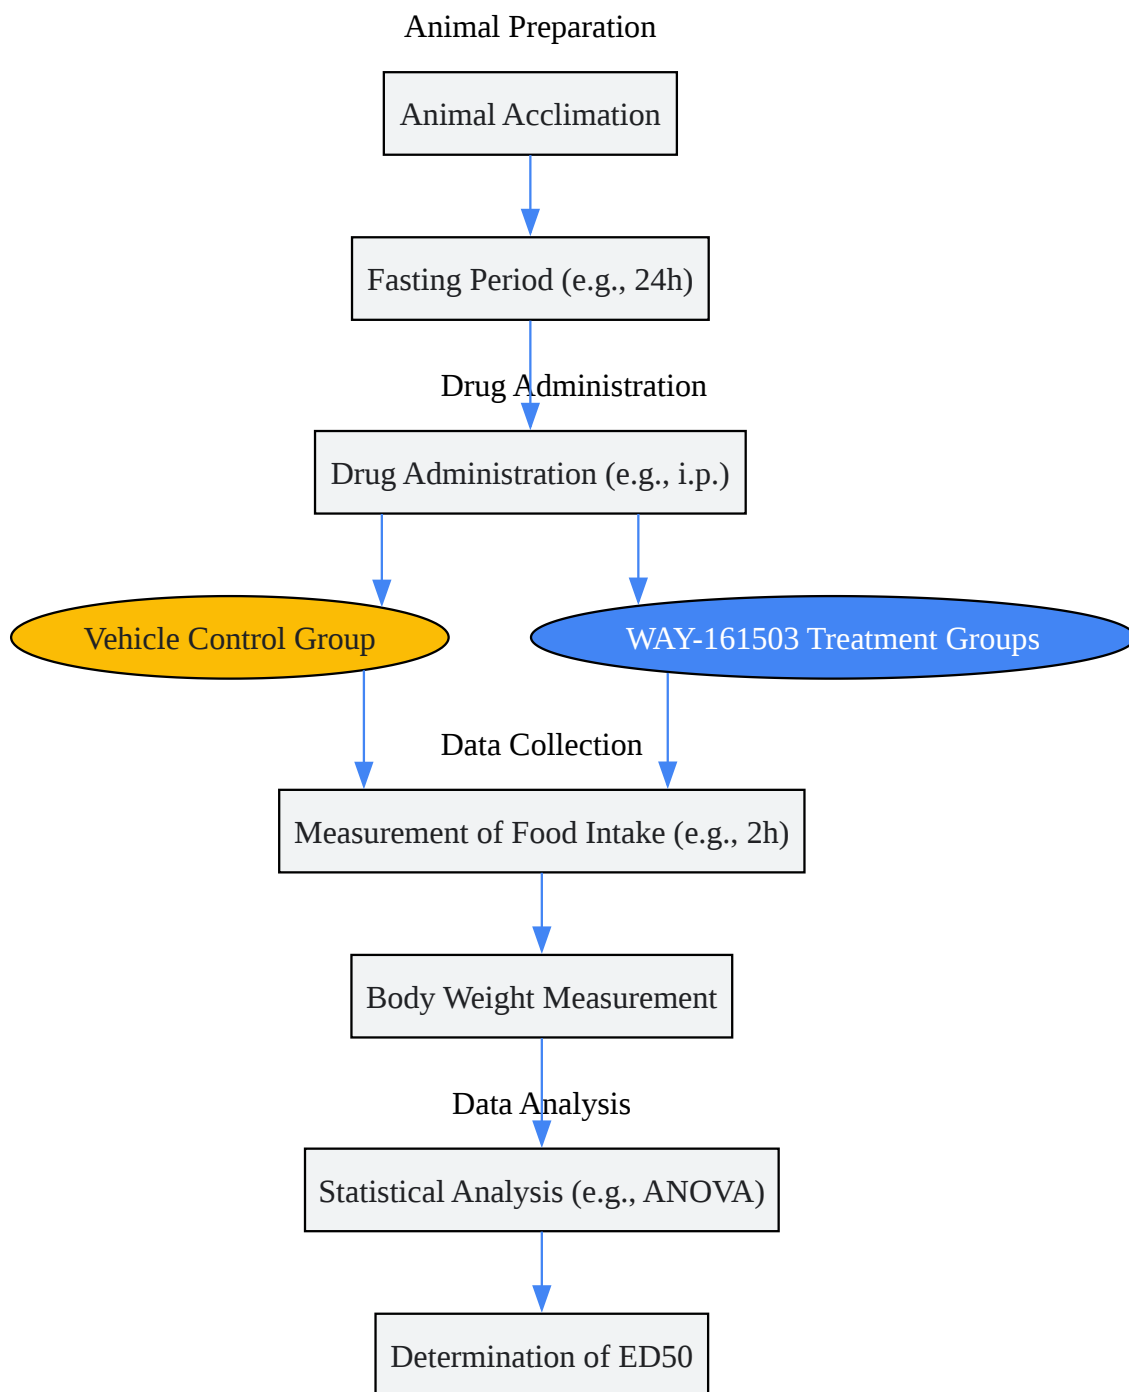 Animal Preparation
Animal Acclimation
Fasting Period (e.g., 24h)
Drug Administration
Drug Administration (e.g., i.p.)
Vehicle Control Group
WAY-161503 Treatment Groups
Data Collection
Measurement of Food Intake (e.g., 2h)
Body Weight Measurement
Data Analysis
Statistical Analysis (e.g., ANOVA)
Determination of ED50